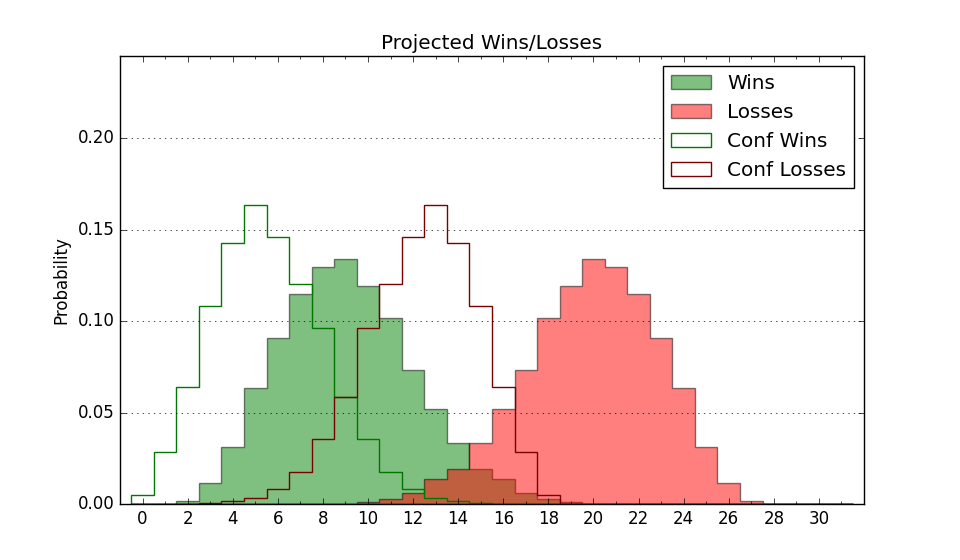 Projected Wins/Losses
Wins
Losses
Conf Wins
Conf Losses
Probability
0.20
0.15
0.10
0.05
0.00
0 2 4 6 8 10 12 14 16 18 20 22 24 26 28 30